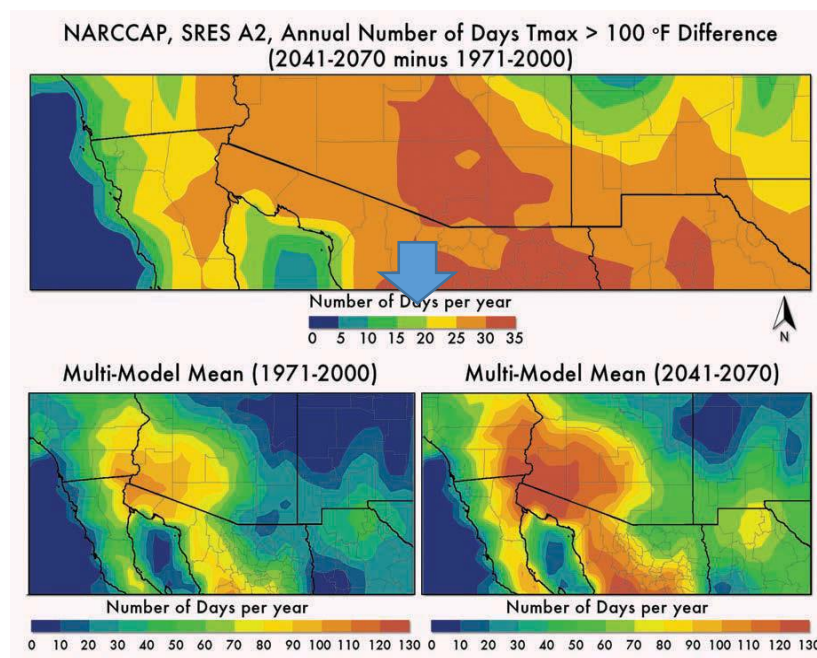 NARCCAP, SRES A2, Annual Number of Days Tmax > 100 °F Difference
(2041-2070 minus 1971-2000)
Number of Days per year
0 5 10 15 20 25 30 35
N
Multi-Model Mean (1971-2000)
Multi-Model Mean (2041-2070)
Number of Days per year
0 10 20 30 40 50 60 70 80 90 100 110 120 130
Number of Days per year
0 10 20 30 40 50 60 70 80 90 100 110 120 130